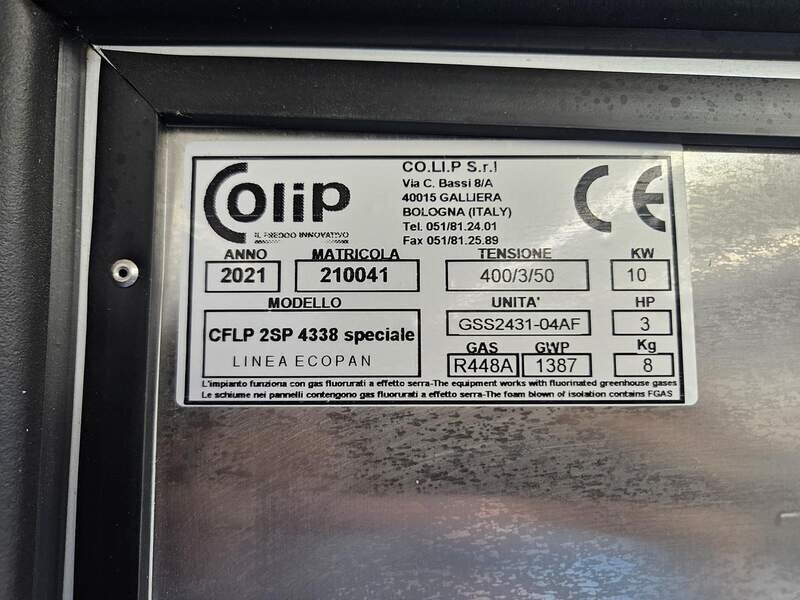 Colip
IL FREDDO INNOVATIVO
CO.LI.P S.r.l
Via C. Bassi 8/A
40015 GALLIERA
BOLOGNA (ITALY)
Tel. 051/81.24.01
Fax 051/81.25.89
CE
ANNO MATRICOLA TENSIONE KW
2021 210041 400/3/50 10
MODELLO UNITA' HP
CFLP 2SP 4338 speciale GSS2431-04AF 3
LINEA ECOPAN GAS GWP Kg
R448A 1387 8
L'impianto funziona con gas fluorurati a effetto serra-The equipment works with fluorinated greenhouse gases
Le schiume nei pannelli contengono gas fluorurati a effetto serra-The foam blown of isolation contains FGAS